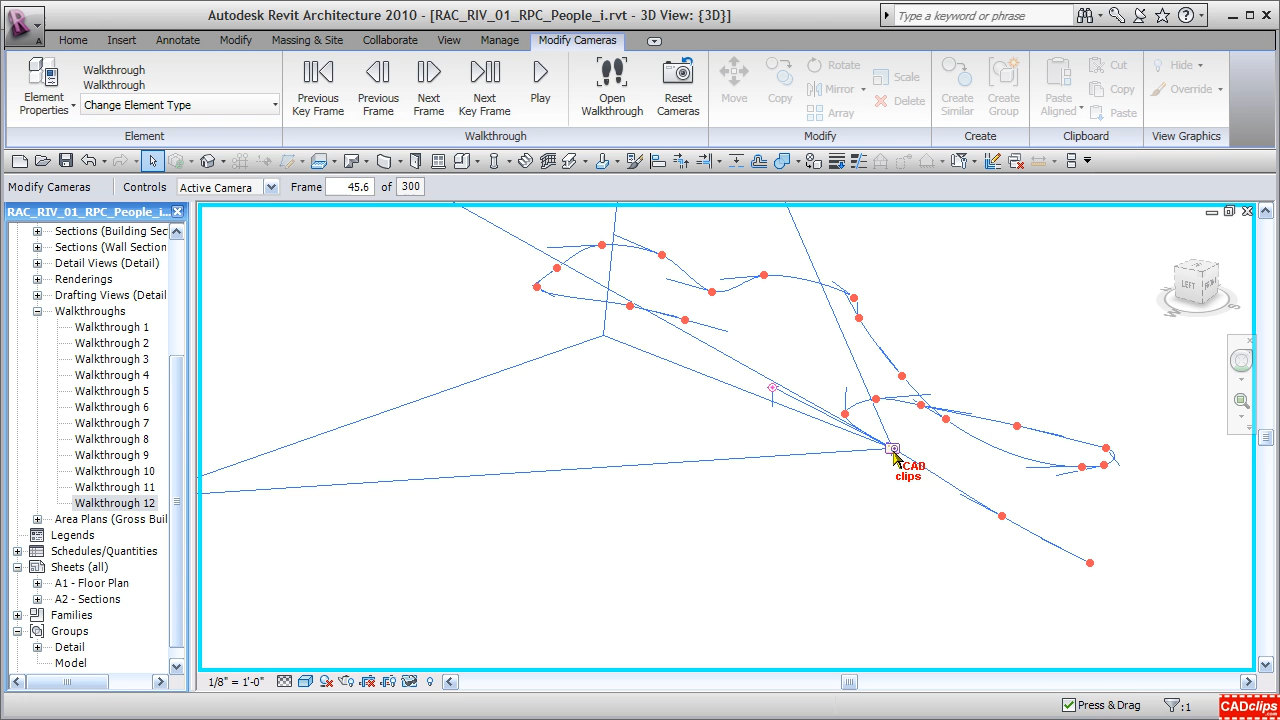 Autodesk Revit Architecture 2010 - [RAC_RIV_01_RPC_People_i.rvt - 3D View: {3D}]
Type a keyword or phrase
Home Insert Annotate Modify Massing & Site Collaborate View Manage Modify Cameras
Element Properties
Walkthrough
Walkthrough
Change Element Type
Previous Key Frame
Previous Frame
Next Frame
Next Key Frame
Play
Open Walkthrough
Reset Cameras
Move
Copy
Rotate
Mirror
Array
Scale
Delete
Create Similar
Create Group
Paste Aligned
Cut
Copy
Paste
Hide
Override
Element Walkthrough Modify Create Clipboard View Graphics
Modify Cameras Controls Active Camera Frame 45.6 of 300
RAC_RIV_01_RPC_People_i...
Sections (Building Sec
Sections (Wall Section
Detail Views (Detail)
Renderings
Drafting Views (Detail
Walkthroughs
Walkthrough 1
Walkthrough 2
Walkthrough 3
Walkthrough 4
Walkthrough 5
Walkthrough 6
Walkthrough 7
Walkthrough 8
Walkthrough 9
Walkthrough 10
Walkthrough 11
Walkthrough 12
Area Plans (Gross Buil
Legends
Schedules/Quantities
Sheets (all)
A1 - Floor Plan
A2 - Sections
Families
Groups
Detail
Model
LEFT
CAD
clips
1/8" = 1'-0"
Press & Drag
:1
CADclips
.com